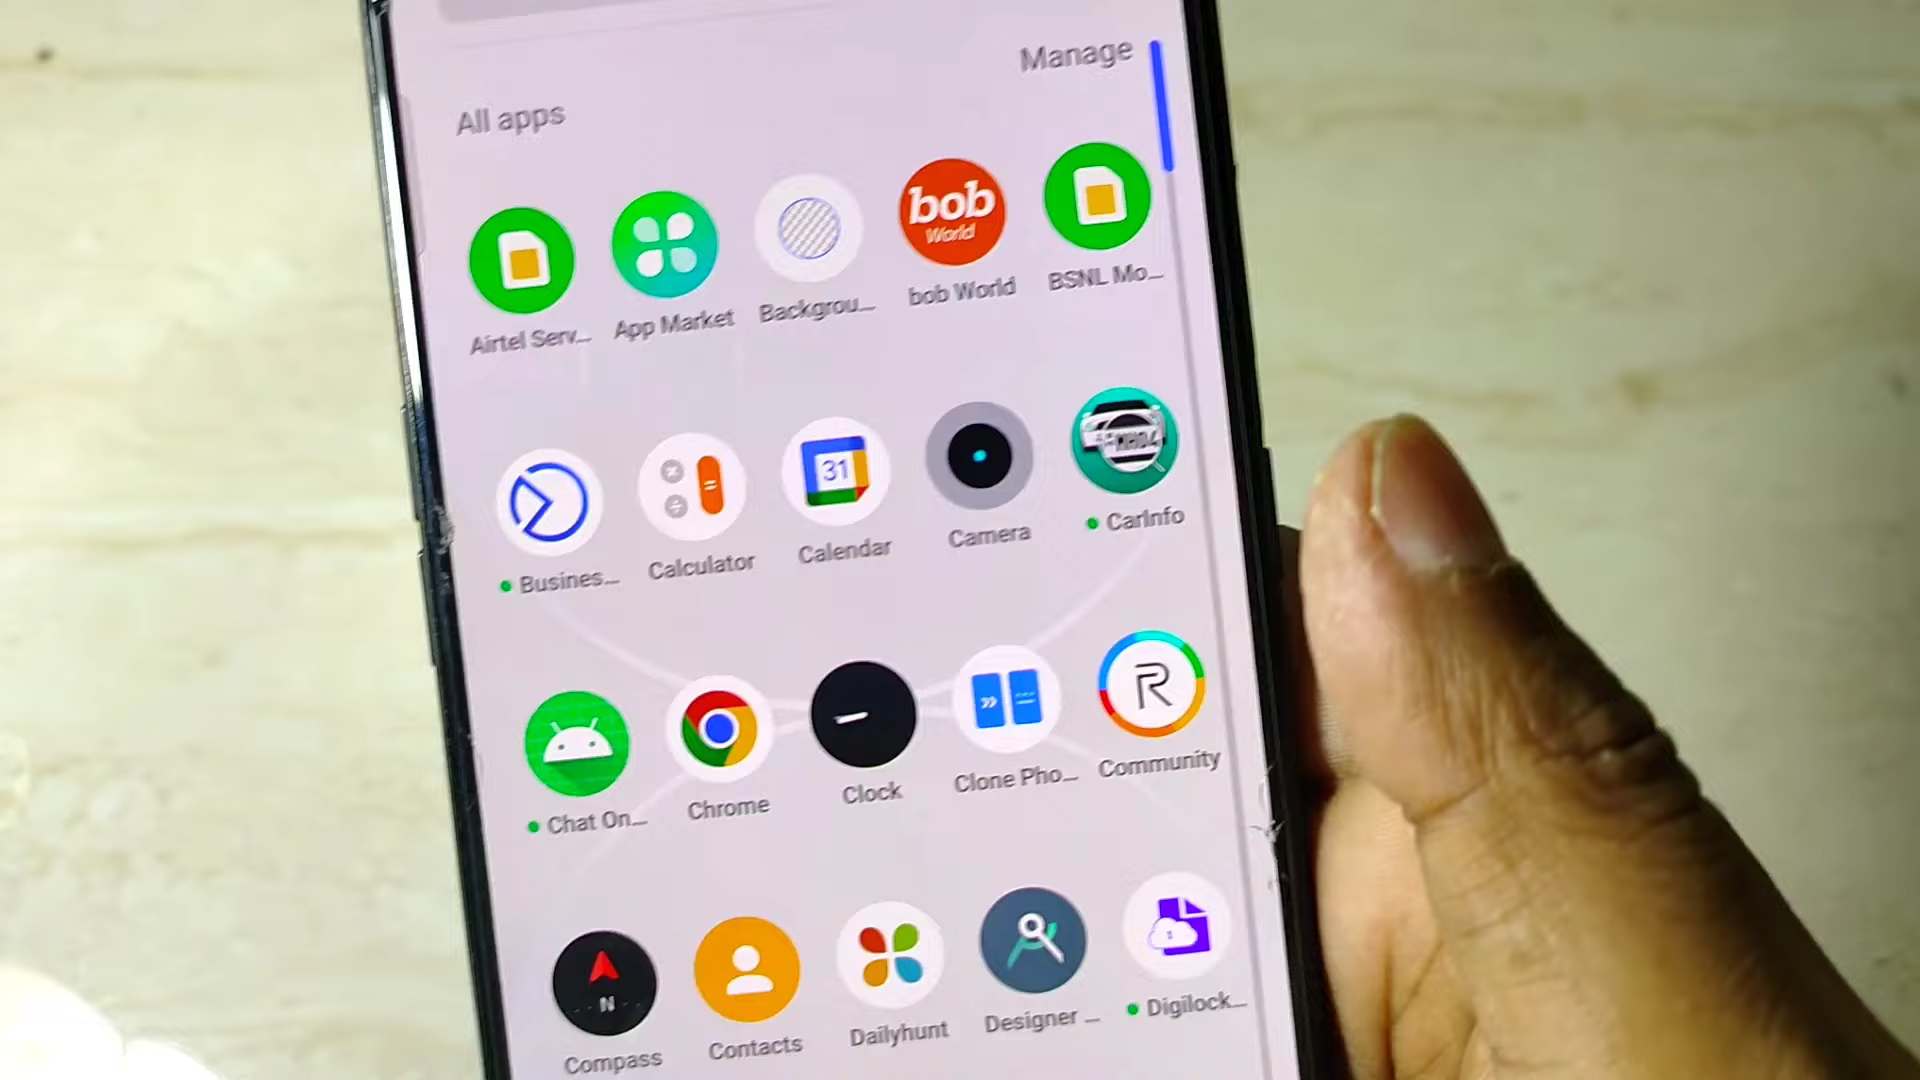 Manage
All apps
bob
World
Airtel Serv...
App Market
Backgrou...
bob World
BSNL Mo...
31
MH04
Busines...
Calculator
Calendar
Camera
CarInfo
R
Chat On...
Chrome
Clock
Clone Pho...
Community
N
Compass
Contacts
Dailyhunt
Designer ...
Digilock...